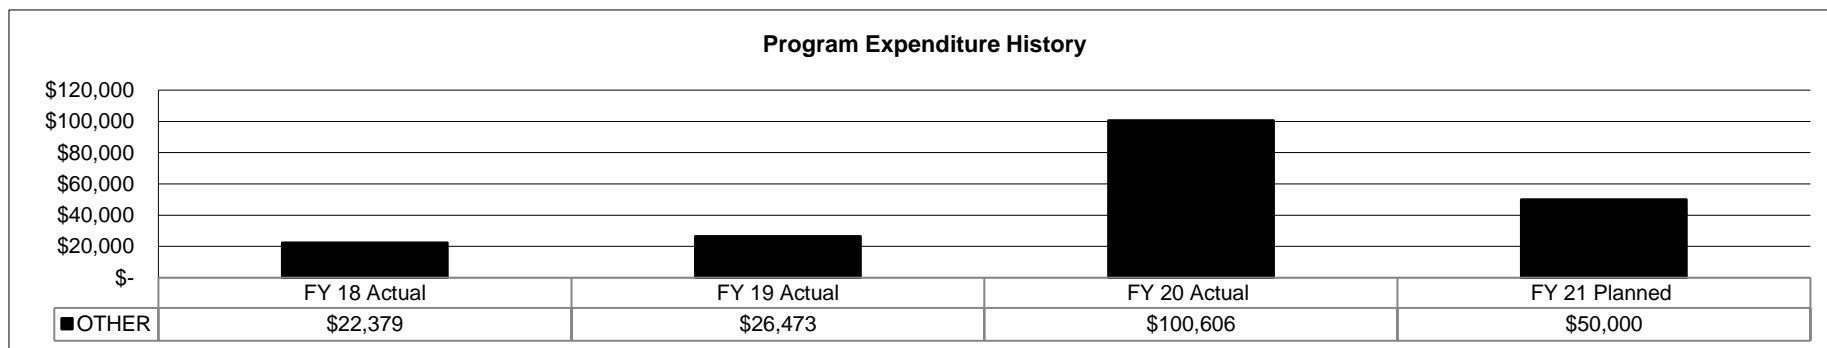 Program Expenditure History
$120,000
$100,000
$80,000
$60,000
$40,000
$20,000
$-
FY 18 Actual FY 19 Actual FY 20 Actual FY 21 Planned
OTHER $22,379 $26,473 $100,606 $50,000